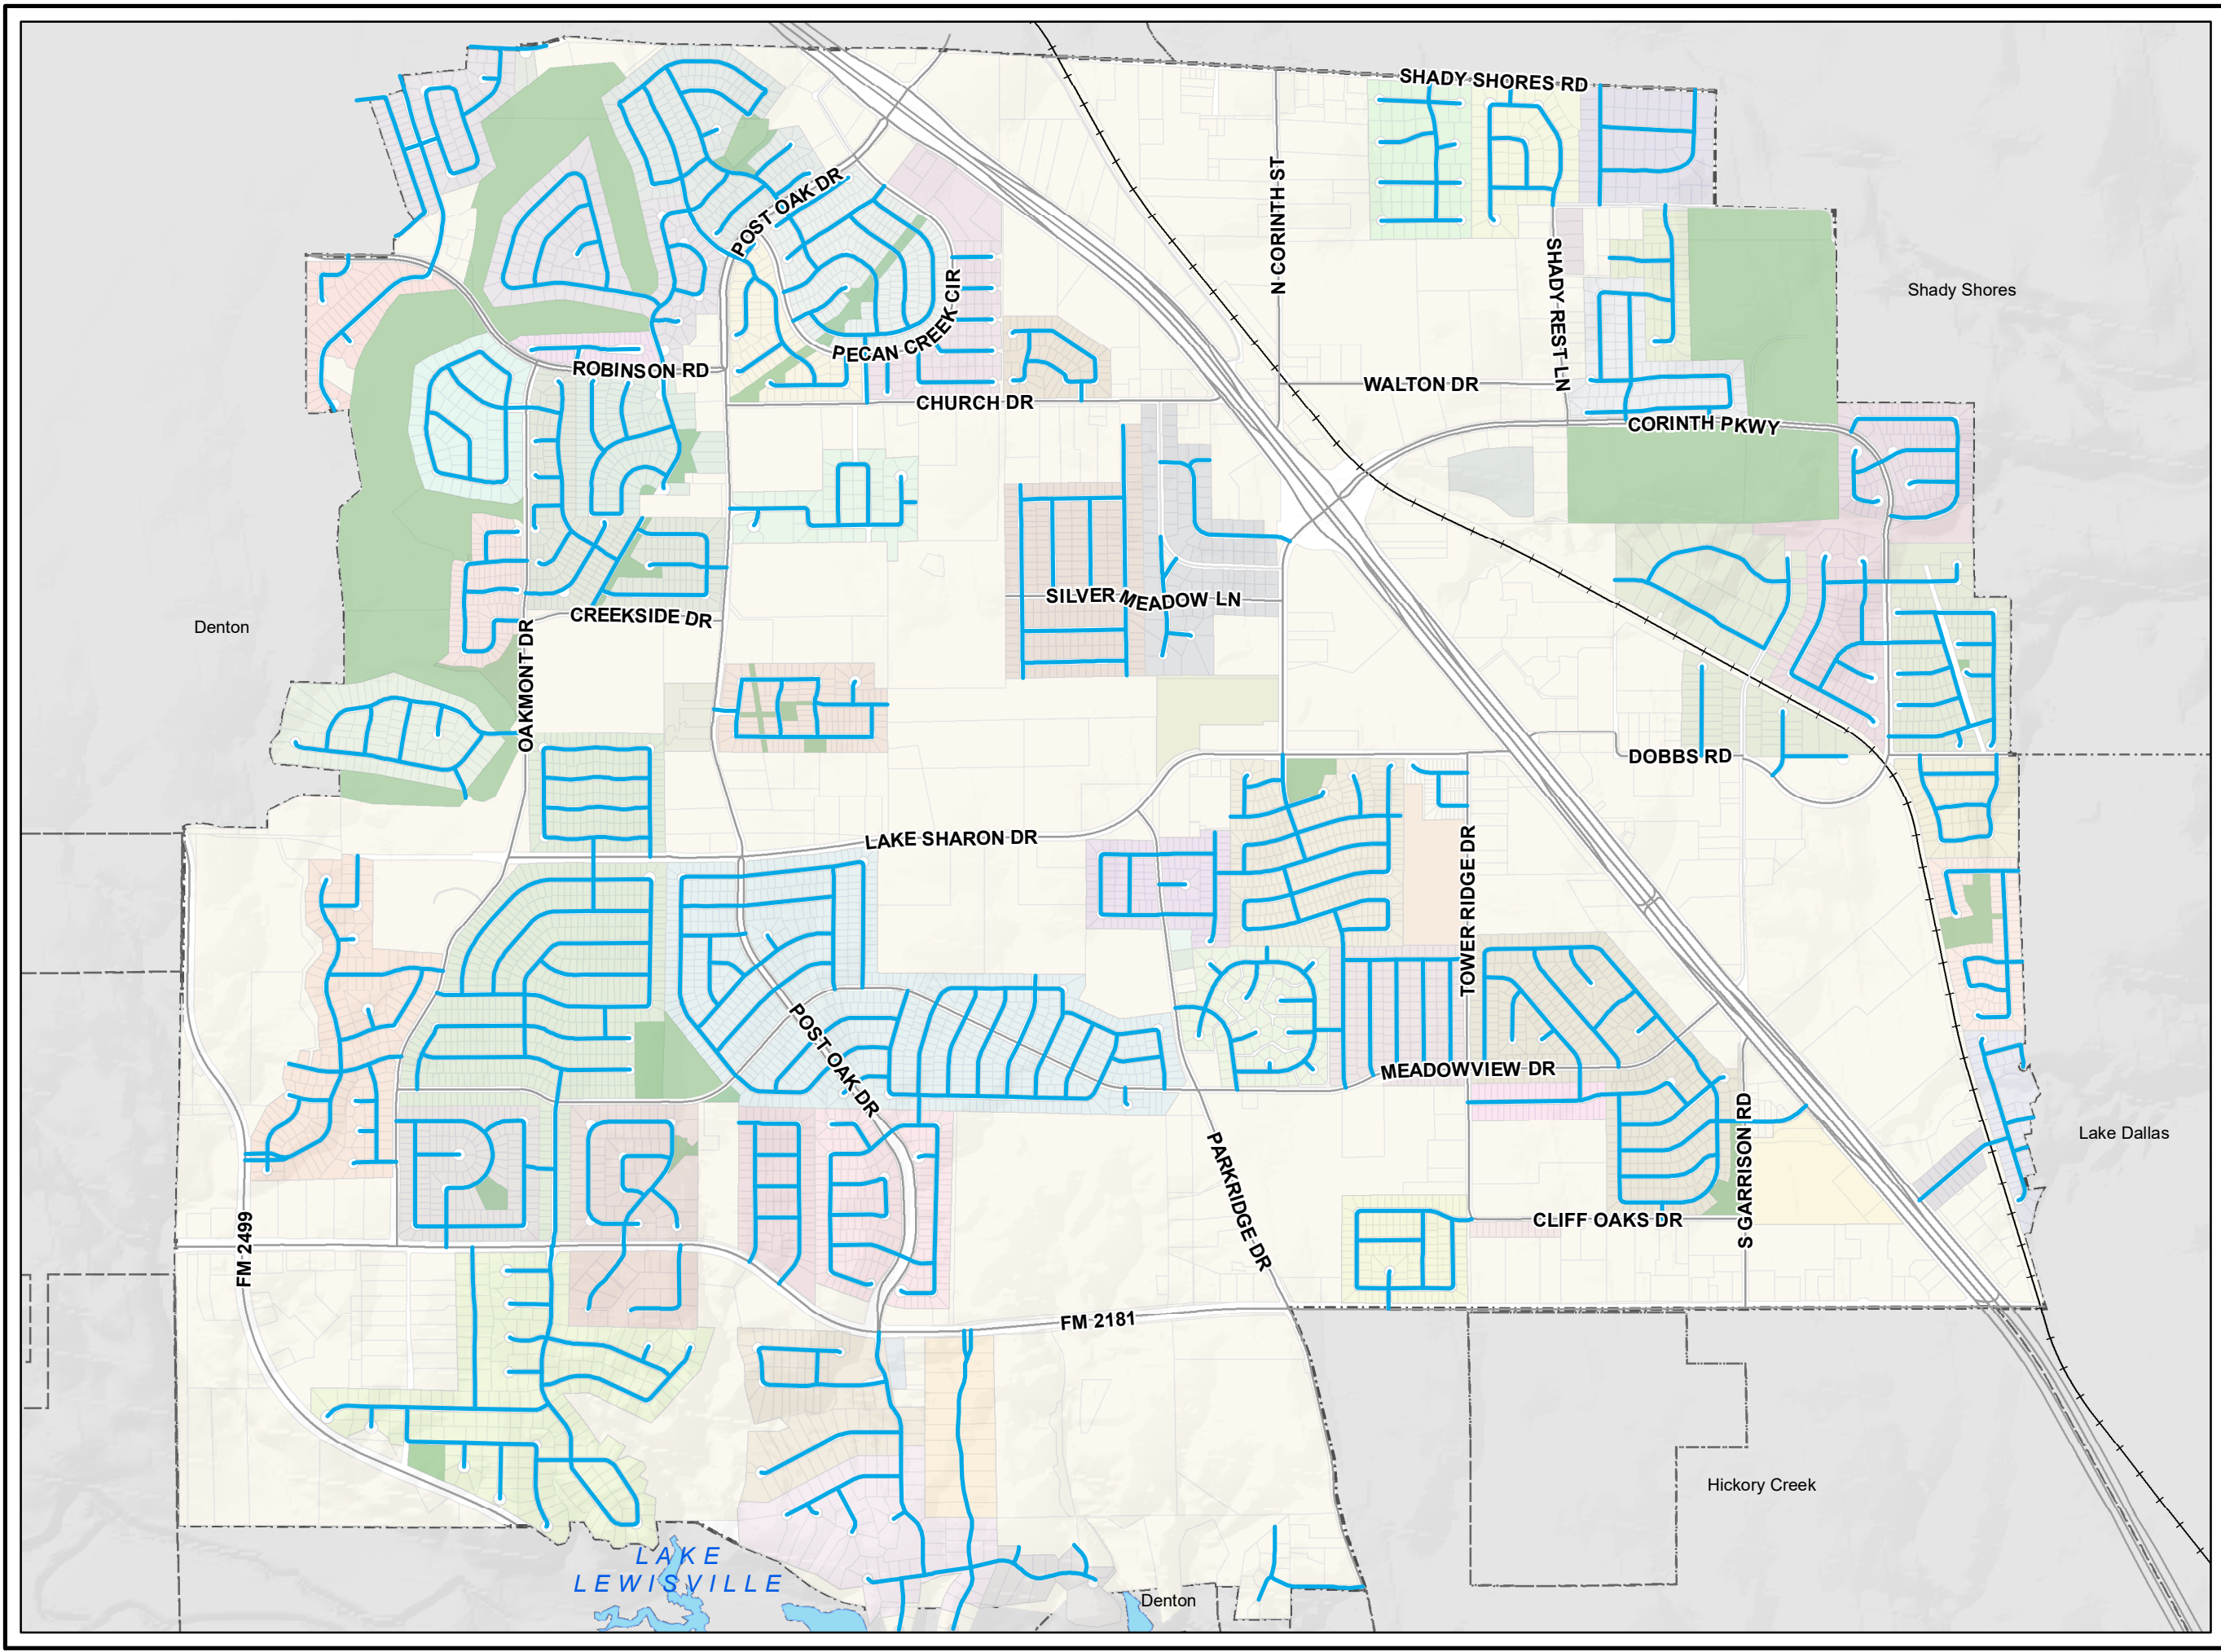 SHADY SHORES RD
POST OAK DR
N CORINTH ST
SHADY REST LN
Shady Shores
PECAN CREEK CIR
ROBINSON RD
WALTON DR
CHURCH DR
CORINTH PKWY
SILVER MEADOW LN
CREEKSIDE DR
Denton
OAKMONT DR
DOBBS RD
LAKE SHARON DR
TOWER RIDGE DR
POST OAK DR
MEADOWVIEW DR
Lake Dallas
S GARRISON RD
PARKRIDGE DR
CLIFF OAKS DR
FM 2499
FM 2181
Hickory Creek
LAKE
LEWISVILLE
Denton